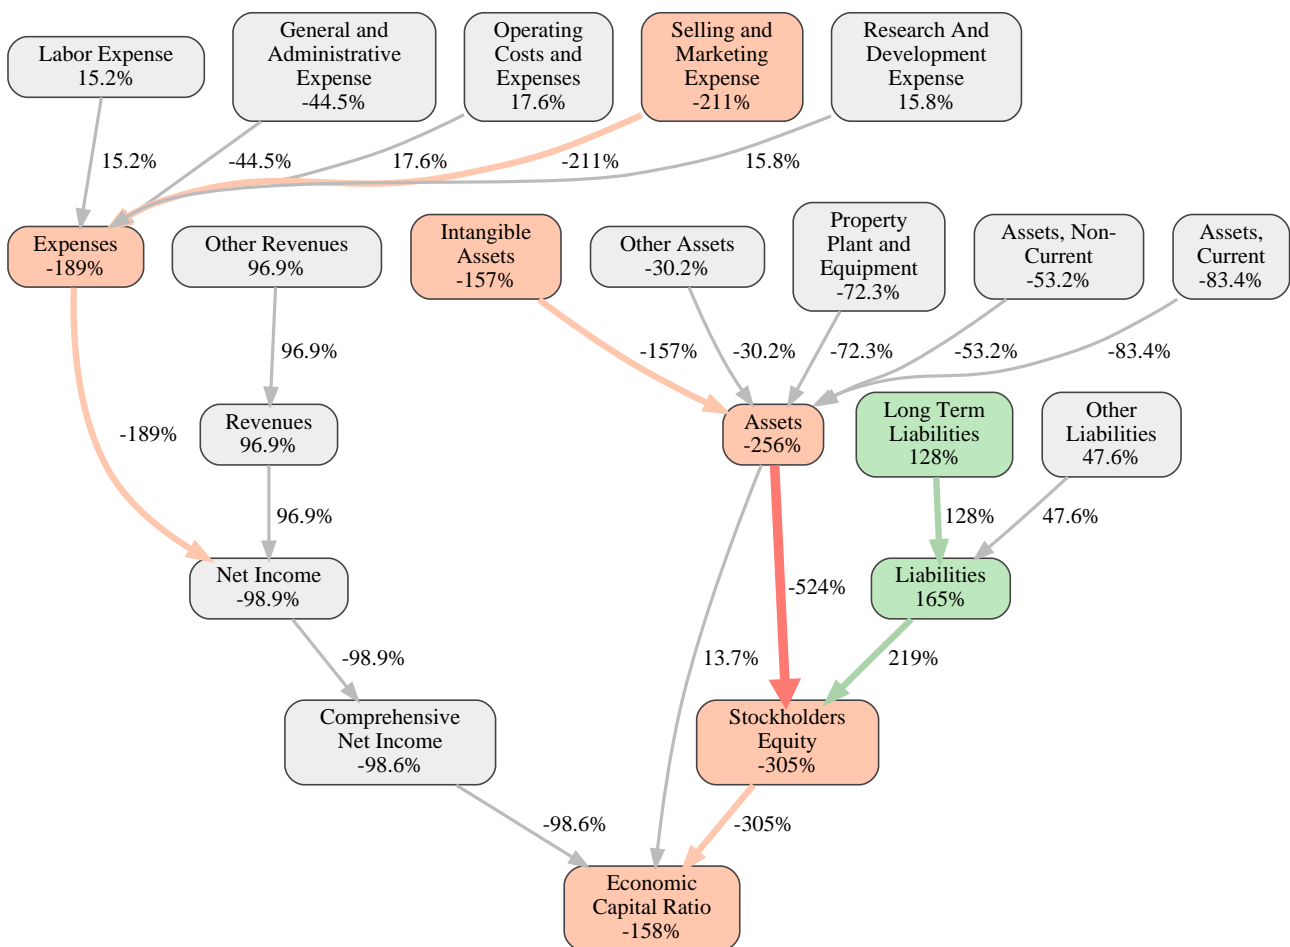 Labor Expense
15.2%
General and
Administrative
Expense
-44.5%
Operating
Costs and
Expenses
17.6%
Selling and
Marketing
Expense
-211%
Research And
Development
Expense
15.8%
15.2%
-44.5%
17.6%
-211%
15.8%
Expenses
-189%
Other Revenues
96.9%
Intangible
Assets
-157%
Other Assets
-30.2%
Property
Plant and
Equipment
-72.3%
Assets, Non-
Current
-53.2%
Assets,
Current
-83.4%
96.9%
-157%
-30.2%
-72.3%
-53.2%
-83.4%
-189%
Revenues
96.9%
Assets
-256%
Long Term
Liabilities
128%
Other
Liabilities
47.6%
96.9%
128%
47.6%
Net Income
-98.9%
-524%
Liabilities
165%
-98.9%
13.7%
219%
Comprehensive
Net Income
-98.6%
Stockholders
Equity
-305%
-98.6%
-305%
Economic
Capital Ratio
-158%